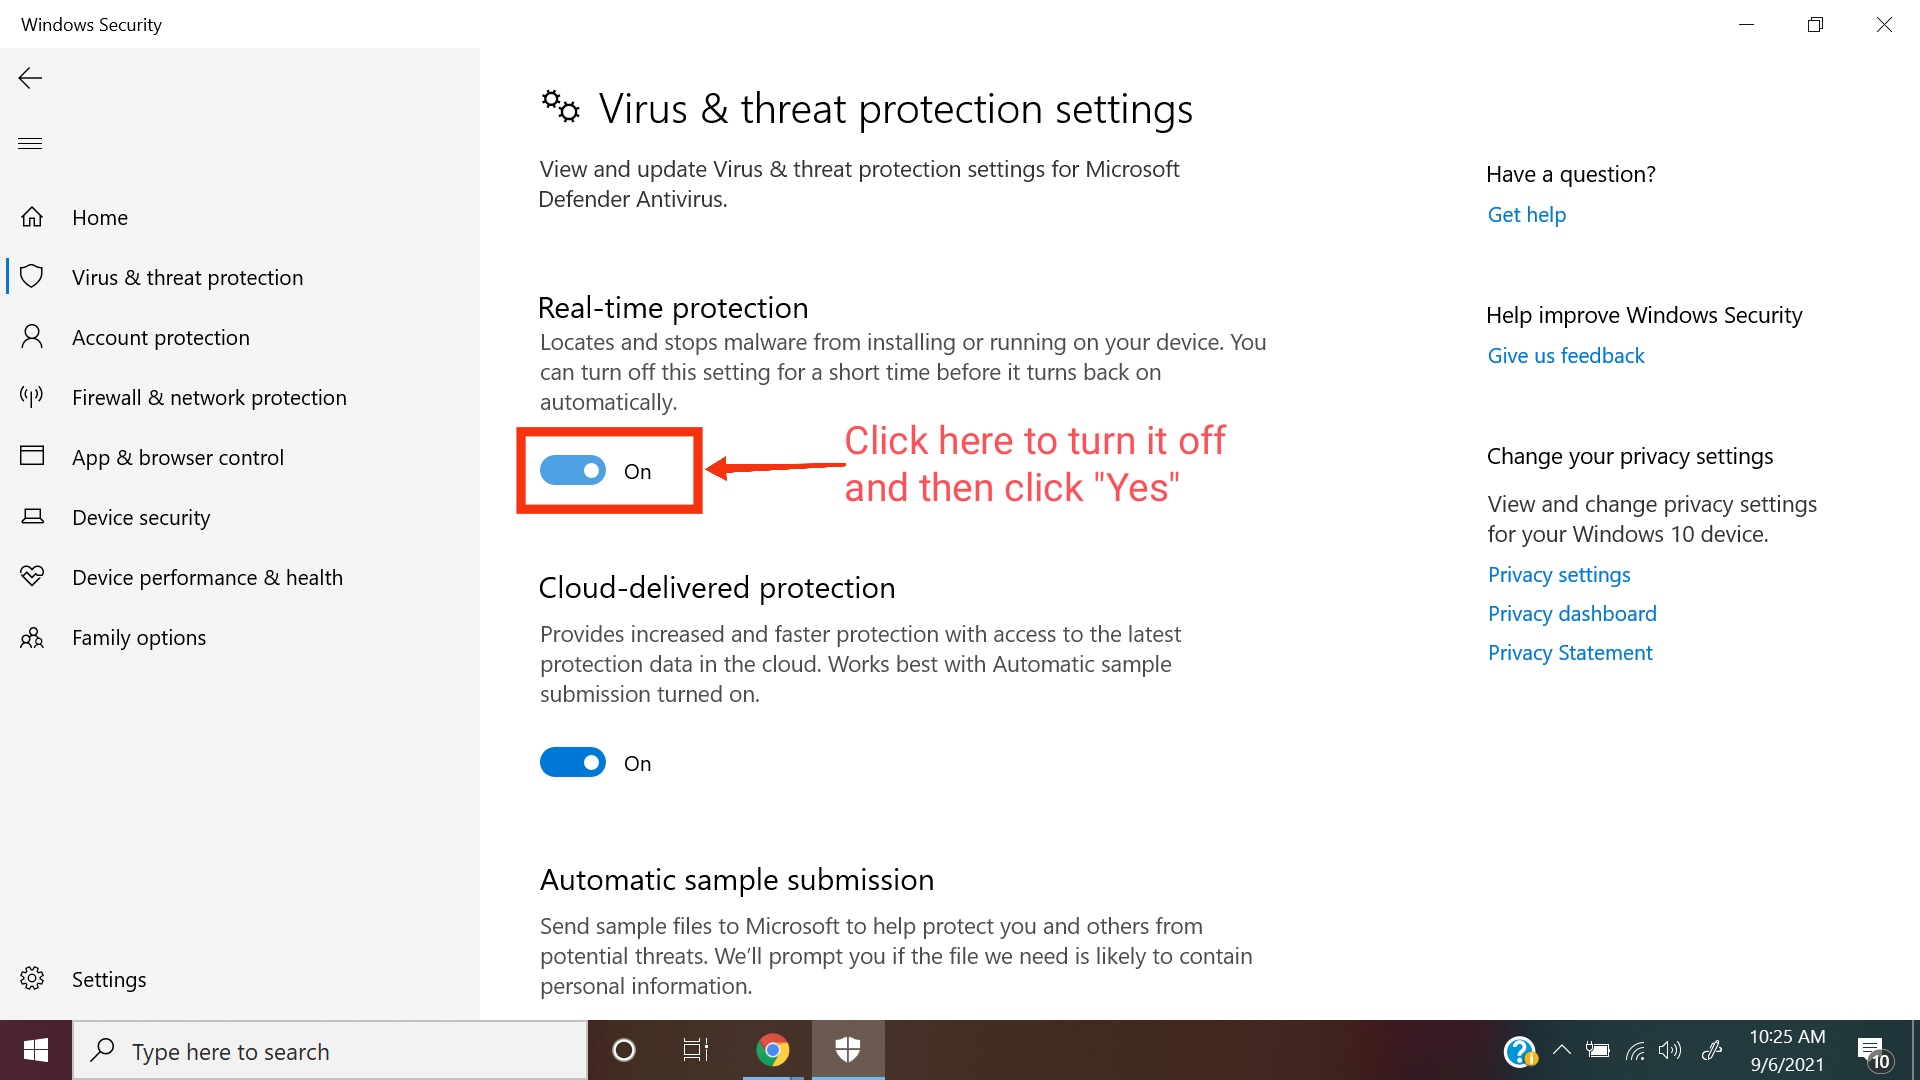 Windows Security
Home
Virus & threat protection
Account protection
Firewall & network protection
App & browser control
Device security
Device performance & health
Family options
Settings
Virus & threat protection settings
View and update Virus & threat protection settings for Microsoft
Defender Antivirus.
Real-time protection
Locates and stops malware from installing or running on your device. You
can turn off this setting for a short time before it turns back on
automatically.
On
Click here to turn it off
and then click "Yes"
Cloud-delivered protection
Provides increased and faster protection with access to the latest
protection data in the cloud. Works best with Automatic sample
submission turned on.
On
Automatic sample submission
Send sample files to Microsoft to help protect you and others from
potential threats. We'll prompt you if the file we need is likely to contain
personal information.
Have a question?
Get help
Help improve Windows Security
Give us feedback
Change your privacy settings
View and change privacy settings
for your Windows 10 device.
Privacy settings
Privacy dashboard
Privacy Statement
Type here to search
10:25 AM
9/6/2021
10